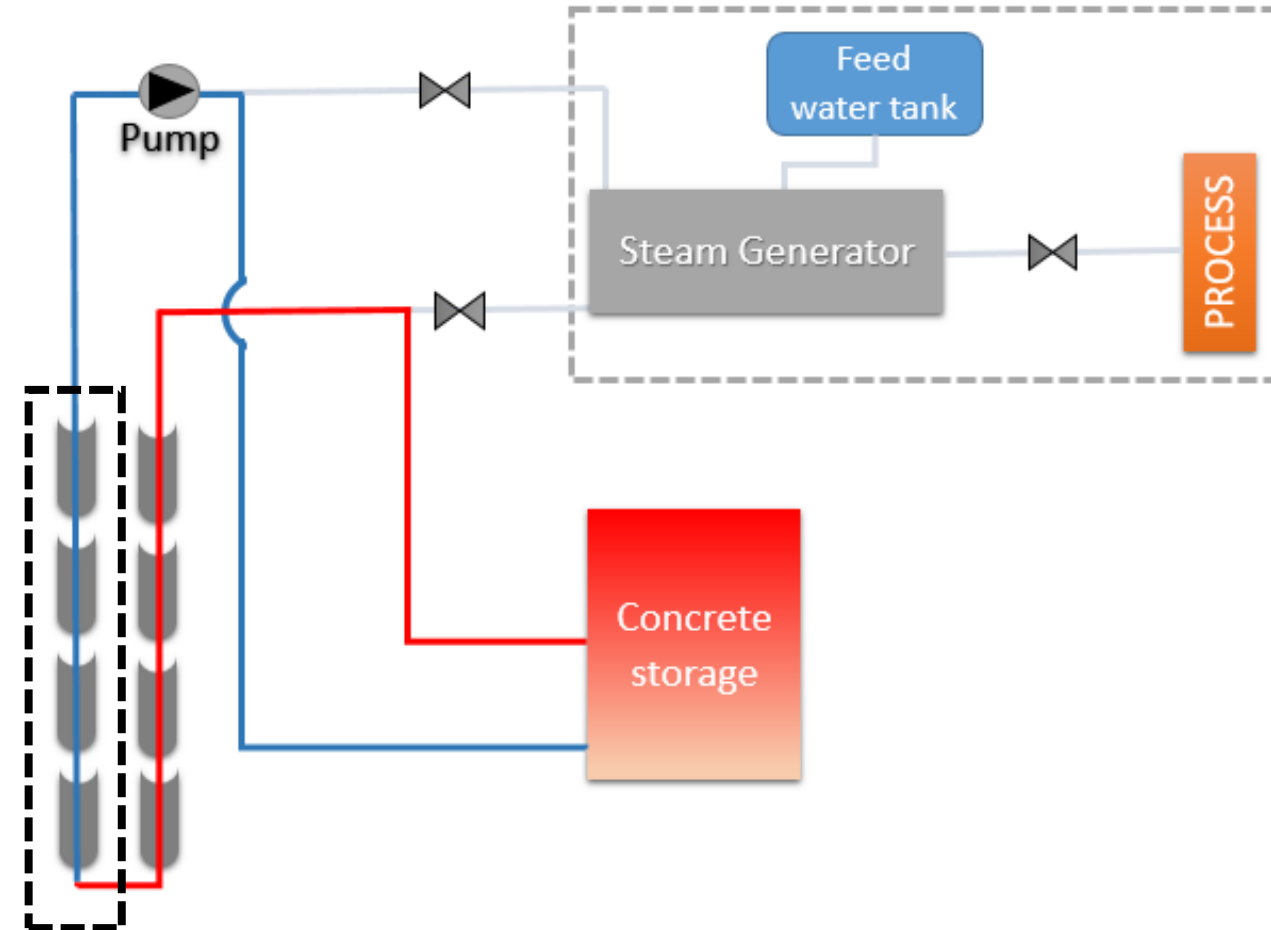 Feed
water tank
Pump
Steam Generator
PROCESS
Concrete
storage